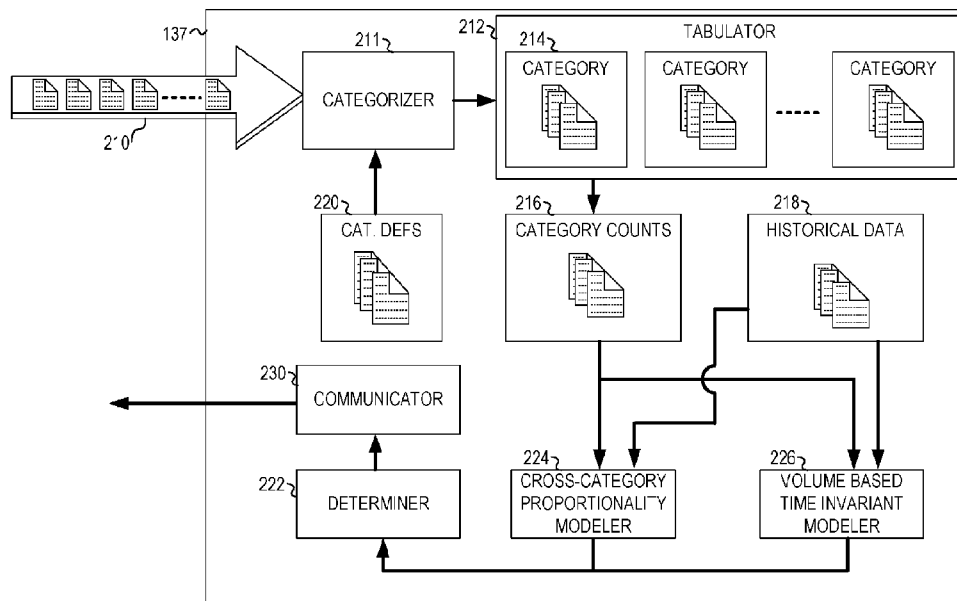 137
211
212
TABULATOR
214
CATEGORY
CATEGORY
CATEGORY
CATEGORIZER
210
220
CAT. DEFS
216
CATEGORY COUNTS
218
HISTORICAL DATA
230
COMMUNICATOR
222
DETERMINER
224
CROSS-CATEGORY
PROPORTIONALITY
MODELER
226
VOLUME BASED
TIME INVARIANT
MODELER